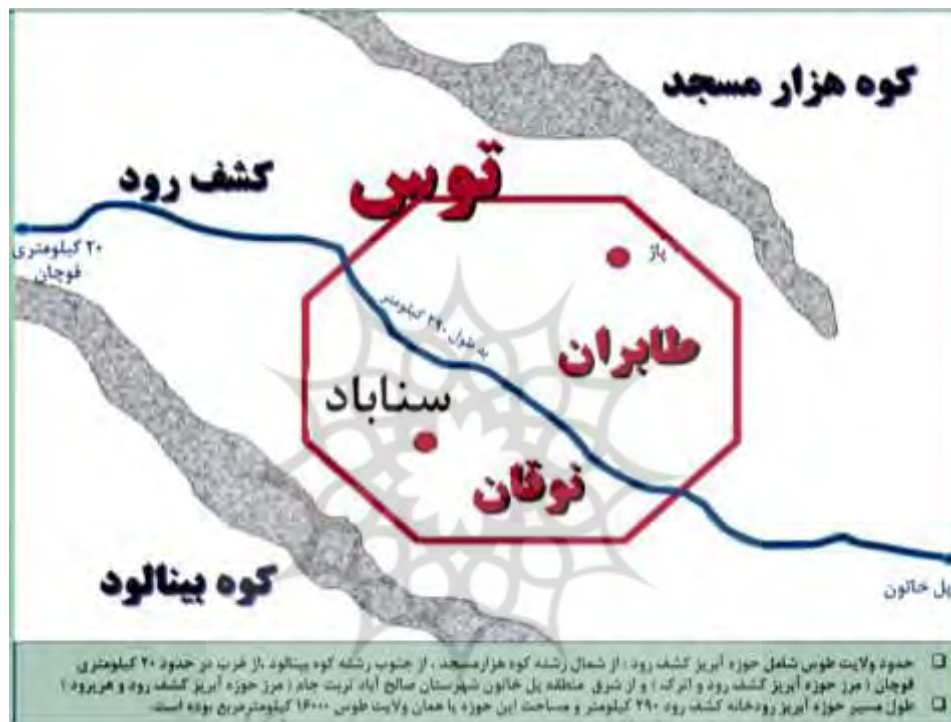 کوه هزار مسجد
توس
کشف رود
۲۰ کیلومتری
قوچان
پاژ
به طول ۲۹۰ کیلومتر
طابران
سناباد
نوقان
کوه بینالود
پل خاتون
حدود ولایت طوس شامل حوزه آبریز کشف رود : از شمال رشته کوه هزارمسجد ، از جنوب رشته کوه بینالود ،از غرب در حدود ۲۰ کیلومتری
قوچان ( مرز حوزه آبریز کشف رود و اترک ) و از شرق منطقه پل خاتون شهرستان صالح آباد تربت جام ( مرز حوزه آبریز کشف رود و هریرود )
طول مسیر حوزه آبریز رودخانه کشف رود ۲۹۰ کیلومتر و مساحت این حوزه یا همان ولایت طوس ۱۶۰۰۰ کیلومترمربع بوده است.